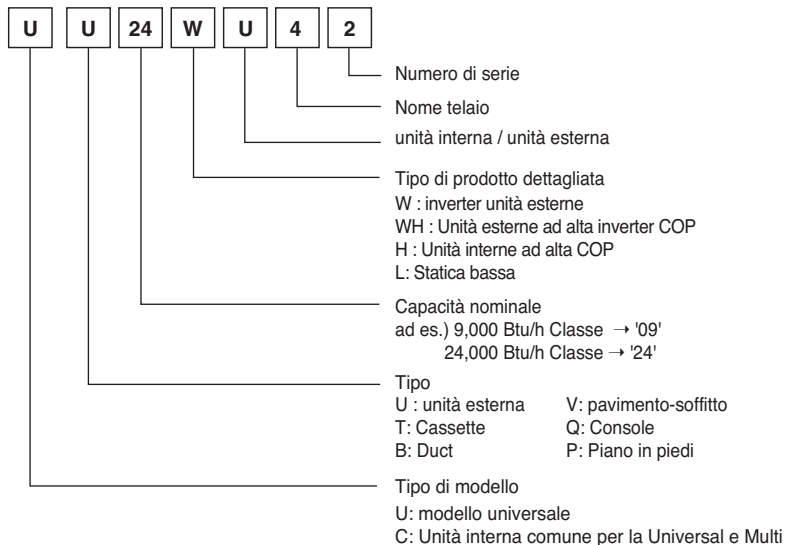 U U 24 W U 4 2
Numero di serie
Nome telaio
unità interna / unità esterna
Tipo di prodotto dettagliata
W : inverter unità esterne
WH : Unità esterne ad alta inverter COP
H : Unità interne ad alta COP
L: Statica bassa
Capacità nominale
ad es.) 9,000 Btu/h Classe → '09'
24,000 Btu/h Classe → '24'
Tipo
U : unità esterna V: pavimento-soffitto
T: Cassette Q: Console
B: Duct P: Piano in piedi
Tipo di modello
U: modello universale
C: Unità interna comune per la Universal e Multi